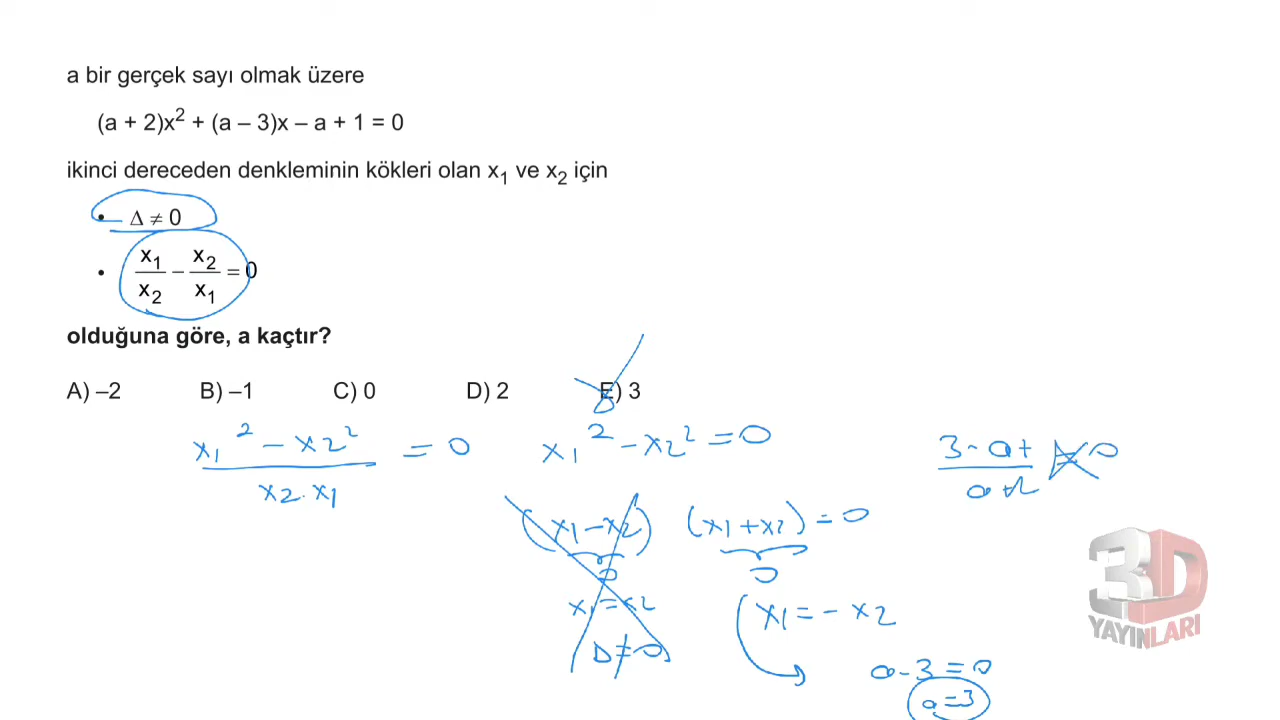 a bir gerçek sayı olmak üzere
(a + 2)x² + (a – 3)x – a + 1 = 0
ikinci dereceden denkleminin kökleri olan x₁ ve x₂ için
• Δ ≠ 0
• x₁/x₂ – x₂/x₁ = 0
olduğuna göre, a kaçtır?
A) –2 B) –1 C) 0 D) 2 E) 3
(x₁² – x₂²)/(x₂ · x₁) = 0
x₁² – x₂² = 0
(x₁ – x₂) (x₁ + x₂) = 0
0 0
x₁ = x₂
Δ ≠ 0
x₁ = – x₂
a – 3 = 0
a = 3
3D
YAYINLARI